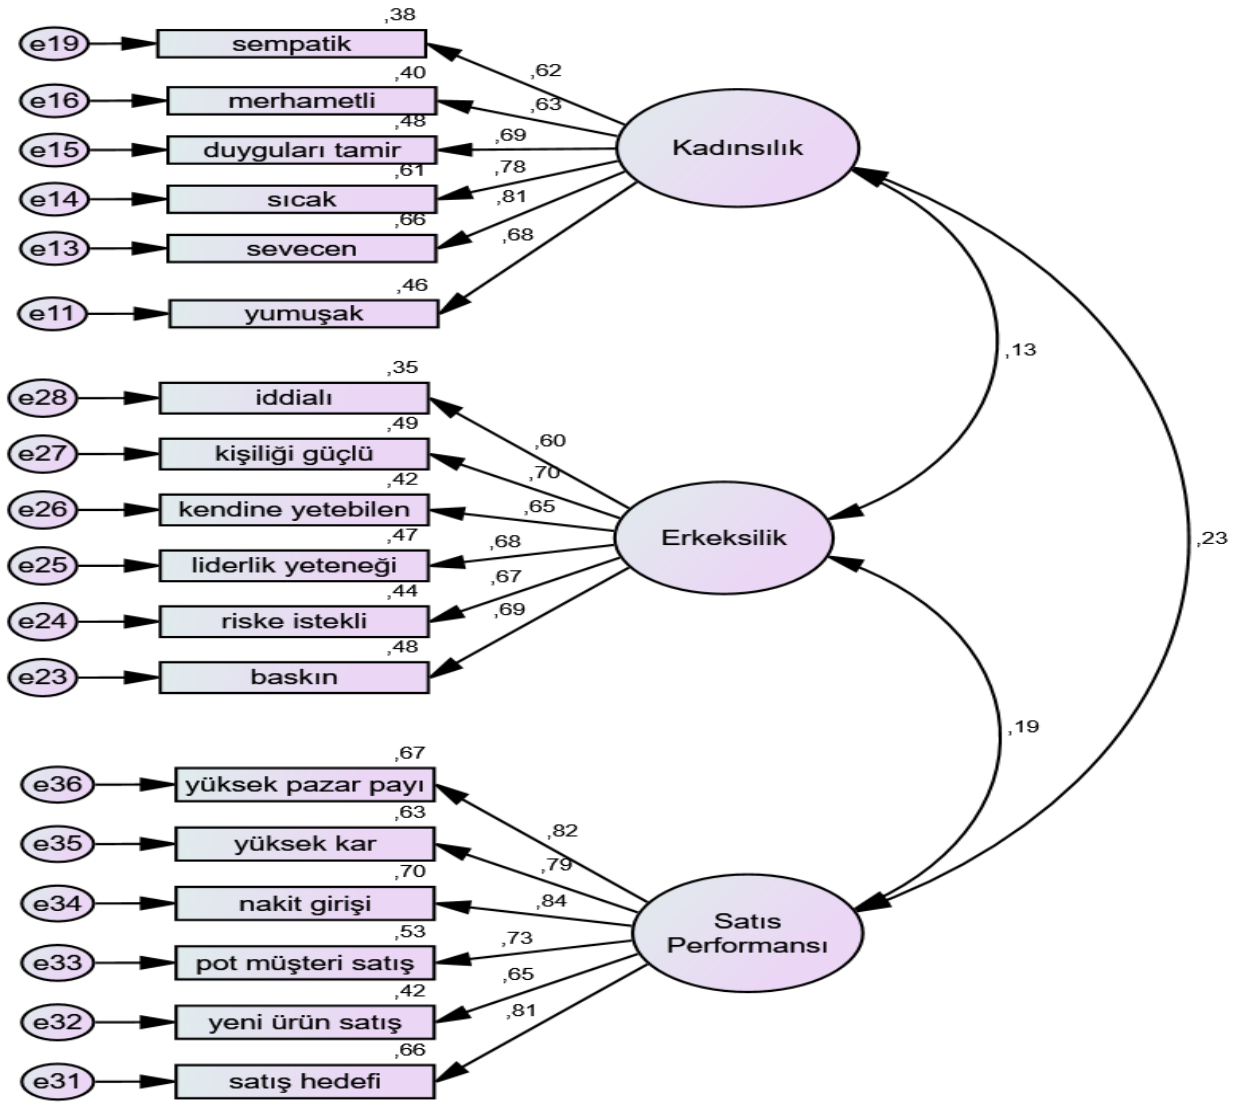 ,38
e19 sempatik
,62
,40
e16 merhametli
,63
,48
e15 duyguları tamir
,69
Kadınsılık
,61
e14 sıcak
,78
,66
e13 sevecen
,81
,46
e11 yumuşak
,68
,13
,35
e28 iddialı
,60
,49
e27 kişiliği güçlü
,70
,42
e26 kendine yetebilen
,65
Erkeksilik
,23
,47
e25 liderlik yeteneği
,68
,44
e24 riske istekli
,67
,48
e23 baskın
,69
,19
,67
e36 yüksek pazar payı
,82
,63
e35 yüksek kar
,79
,70
e34 nakit girişi
,84
Satıs
Performansı
,53
e33 pot müşteri satış
,73
,42
e32 yeni ürün satış
,65
,66
e31 satış hedefi
,81